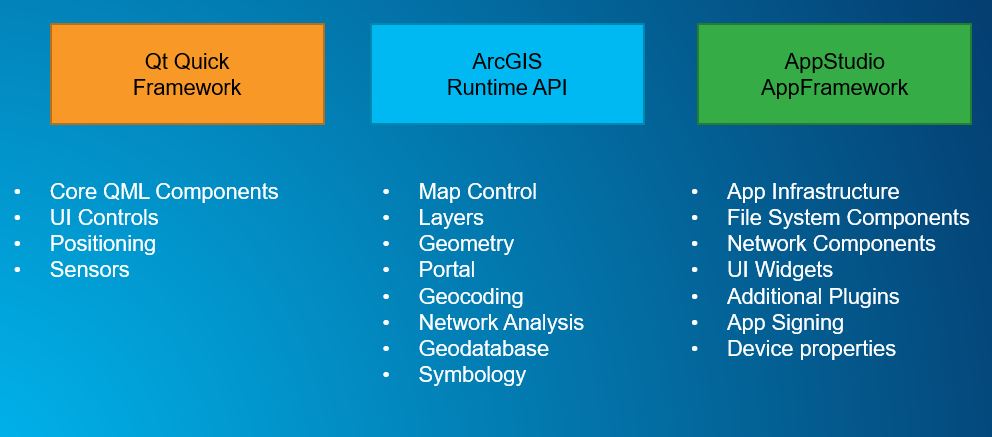 Qt Quick
Framework
ArcGIS
Runtime API
AppStudio
AppFramework
• Core QML Components
• UI Controls
• Positioning
• Sensors
• Map Control
• Layers
• Geometry
• Portal
• Geocoding
• Network Analysis
• Geodatabase
• Symbology
• App Infrastructure
• File System Components
• Network Components
• UI Widgets
• Additional Plugins
• App Signing
• Device properties